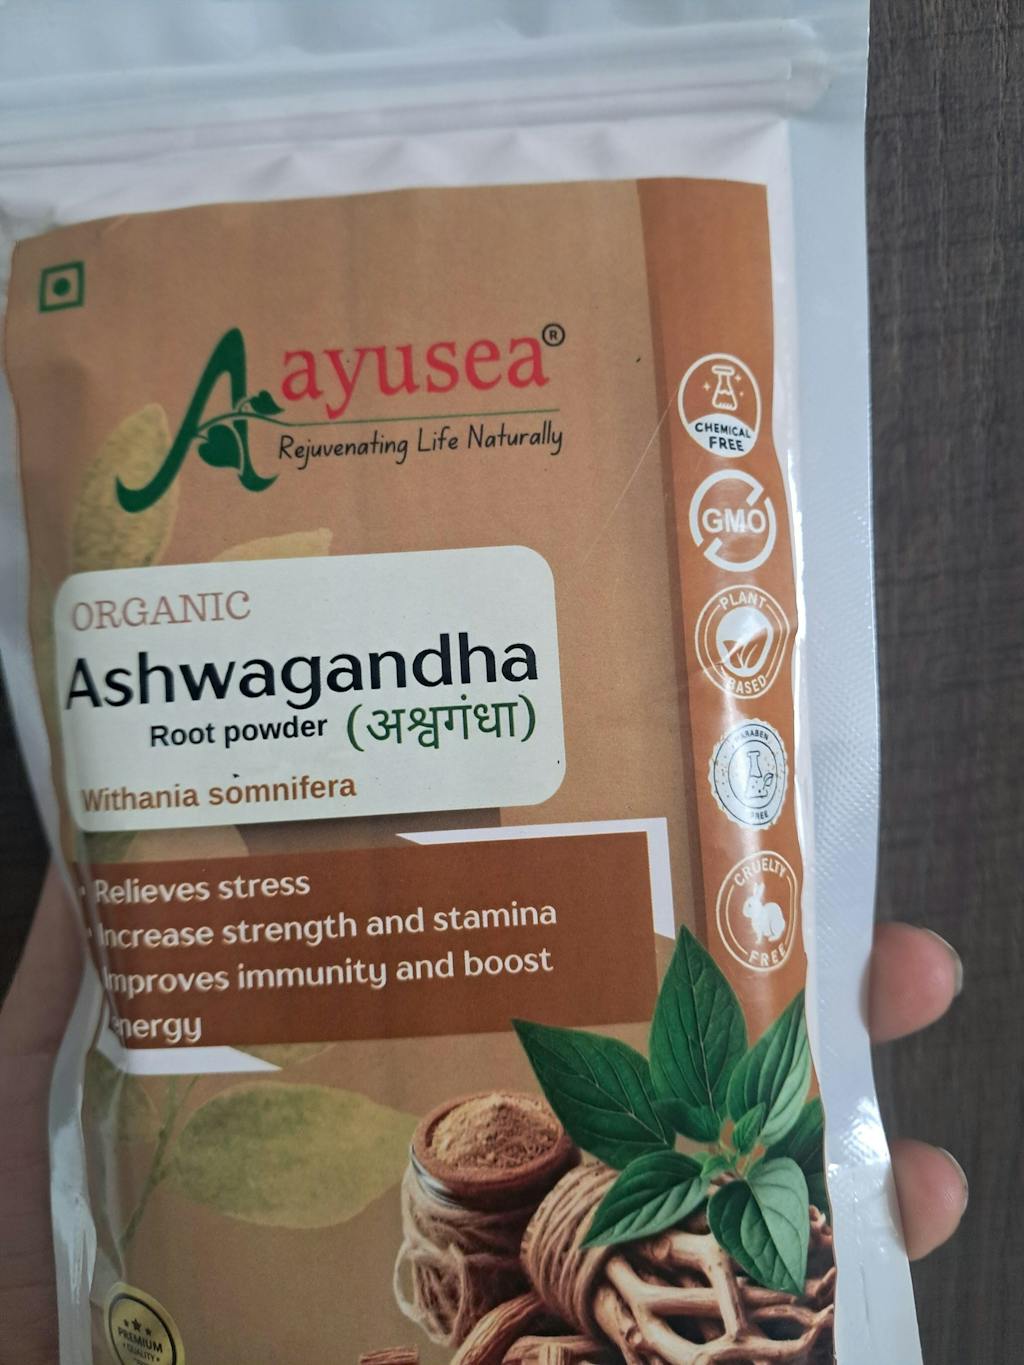 Aayusea®
Rejuvenating Life Naturally
ORGANIC
Ashwagandha
Root powder (अश्वगंधा)
Withania somnifera
• Relieves stress
• Increase strength and stamina
Improves immunity and boost
energy
CHEMICAL
FREE
GMO
PLANT
BASED
PARABEN
FREE
CRUELTY
FREE
PREMIUM
QUALITY